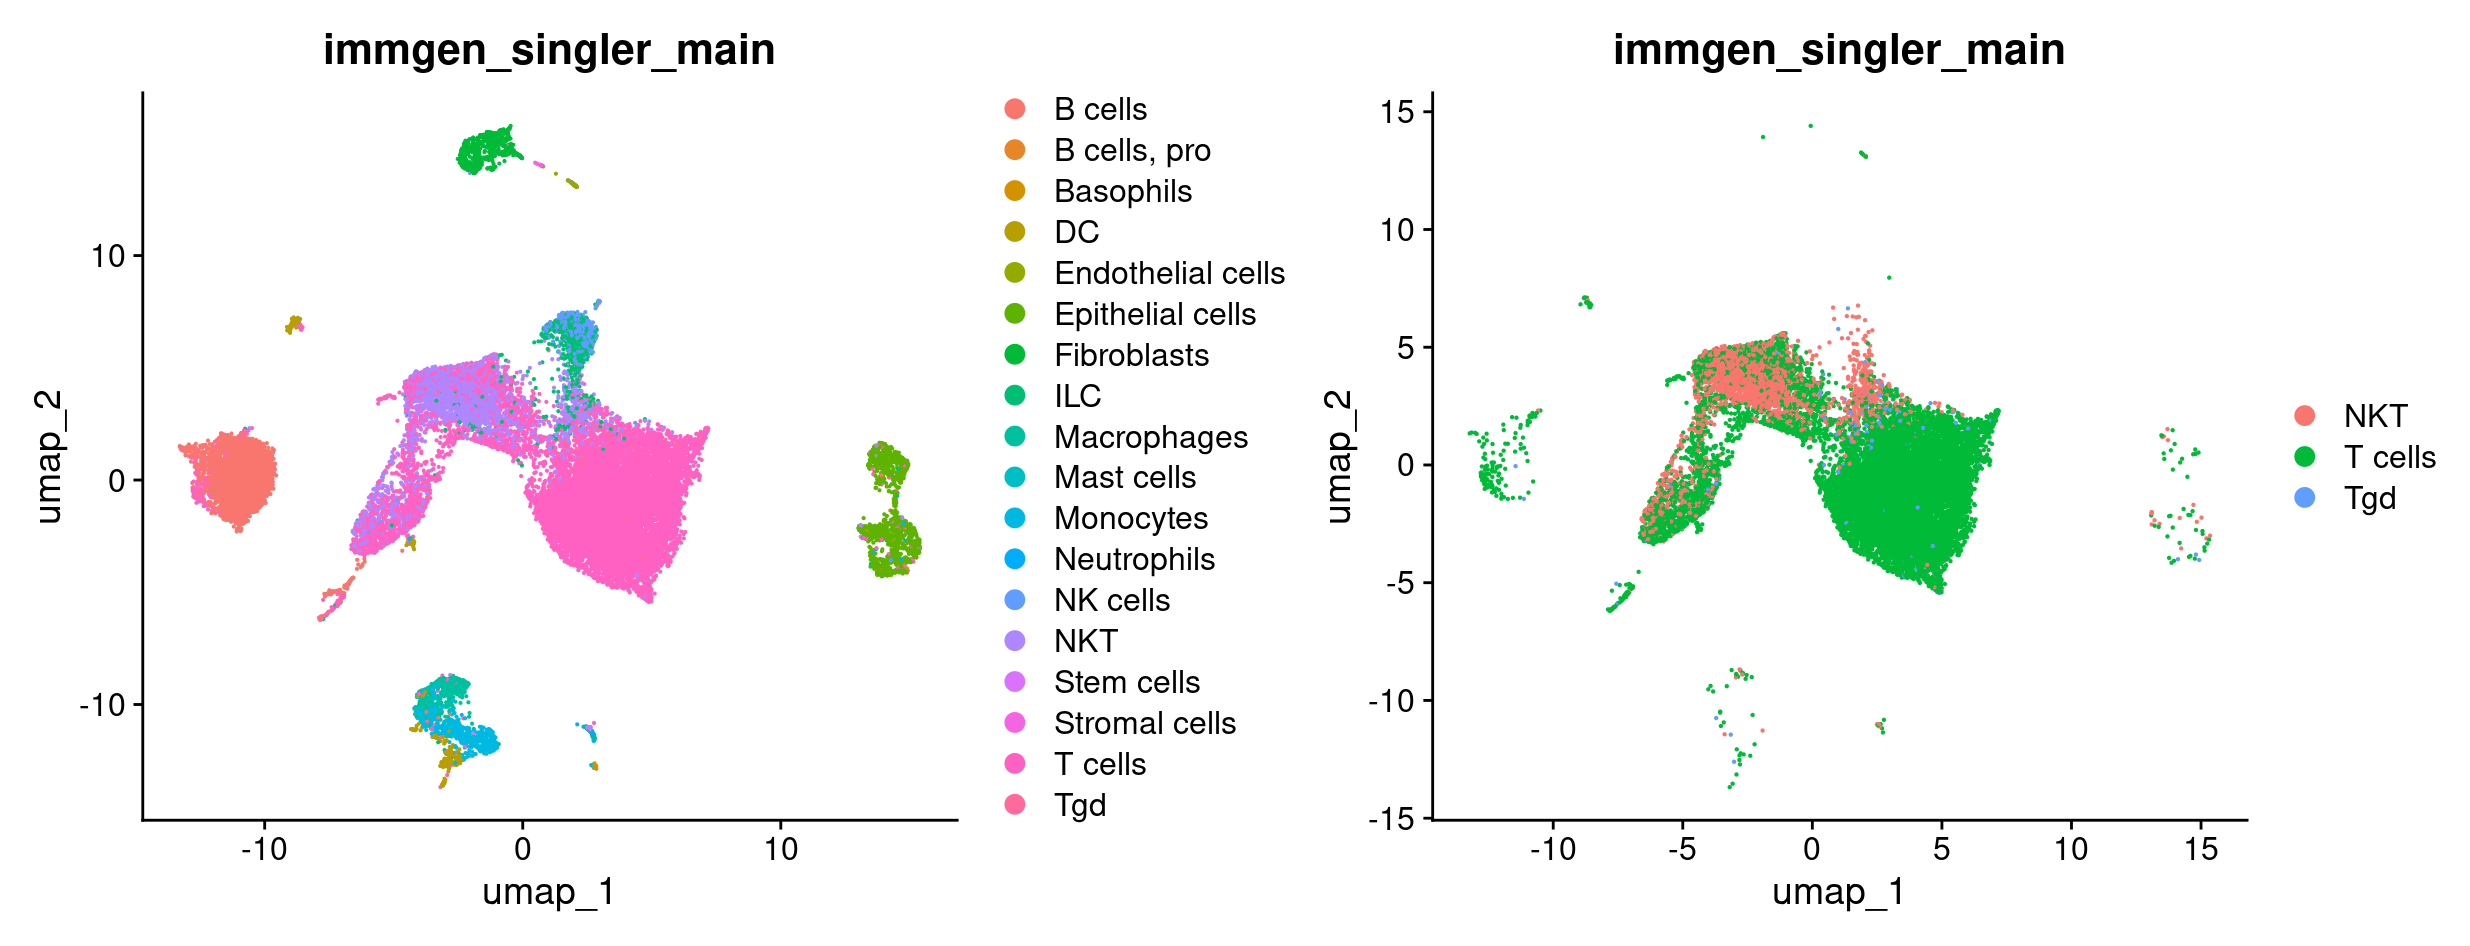 immgen_singler_main
10
0
-10
umap_2
-10
0
10
umap_1
B cells
B cells, pro
Basophils
DC
Endothelial cells
Epithelial cells
Fibroblasts
ILC
Macrophages
Mast cells
Monocytes
Neutrophils
NK cells
NKT
Stem cells
Stromal cells
T cells
Tgd
immgen_singler_main
15
10
5
0
-5
-10
-15
umap_2
-10
-5
0
5
10
15
umap_1
NKT
T cells
Tgd